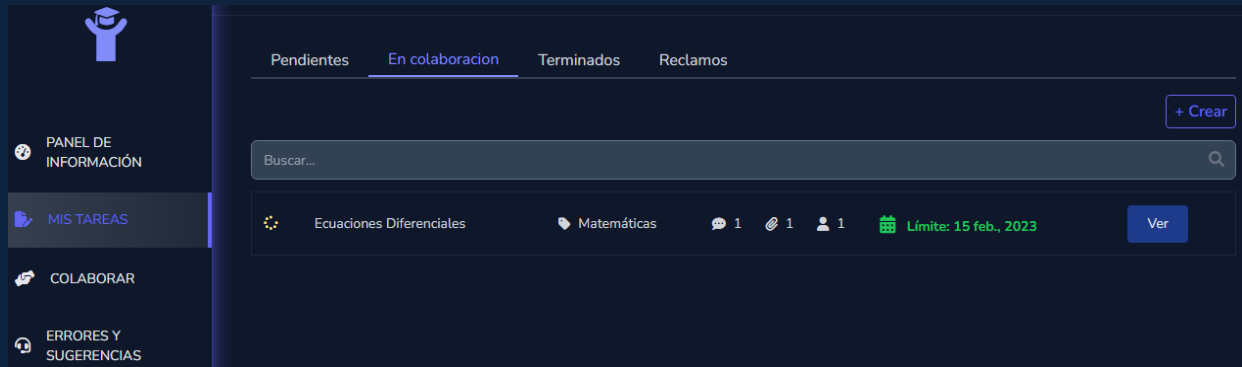 Pendientes En colaboracion Terminados Reclamos
+ Crear
PANEL DE
INFORMACIÓN
Buscar...
MIS TAREAS
Ecuaciones Diferenciales Matemáticas 1 1 1 Límite: 15 feb., 2023 Ver
COLABORAR
ERRORES Y
SUGERENCIAS